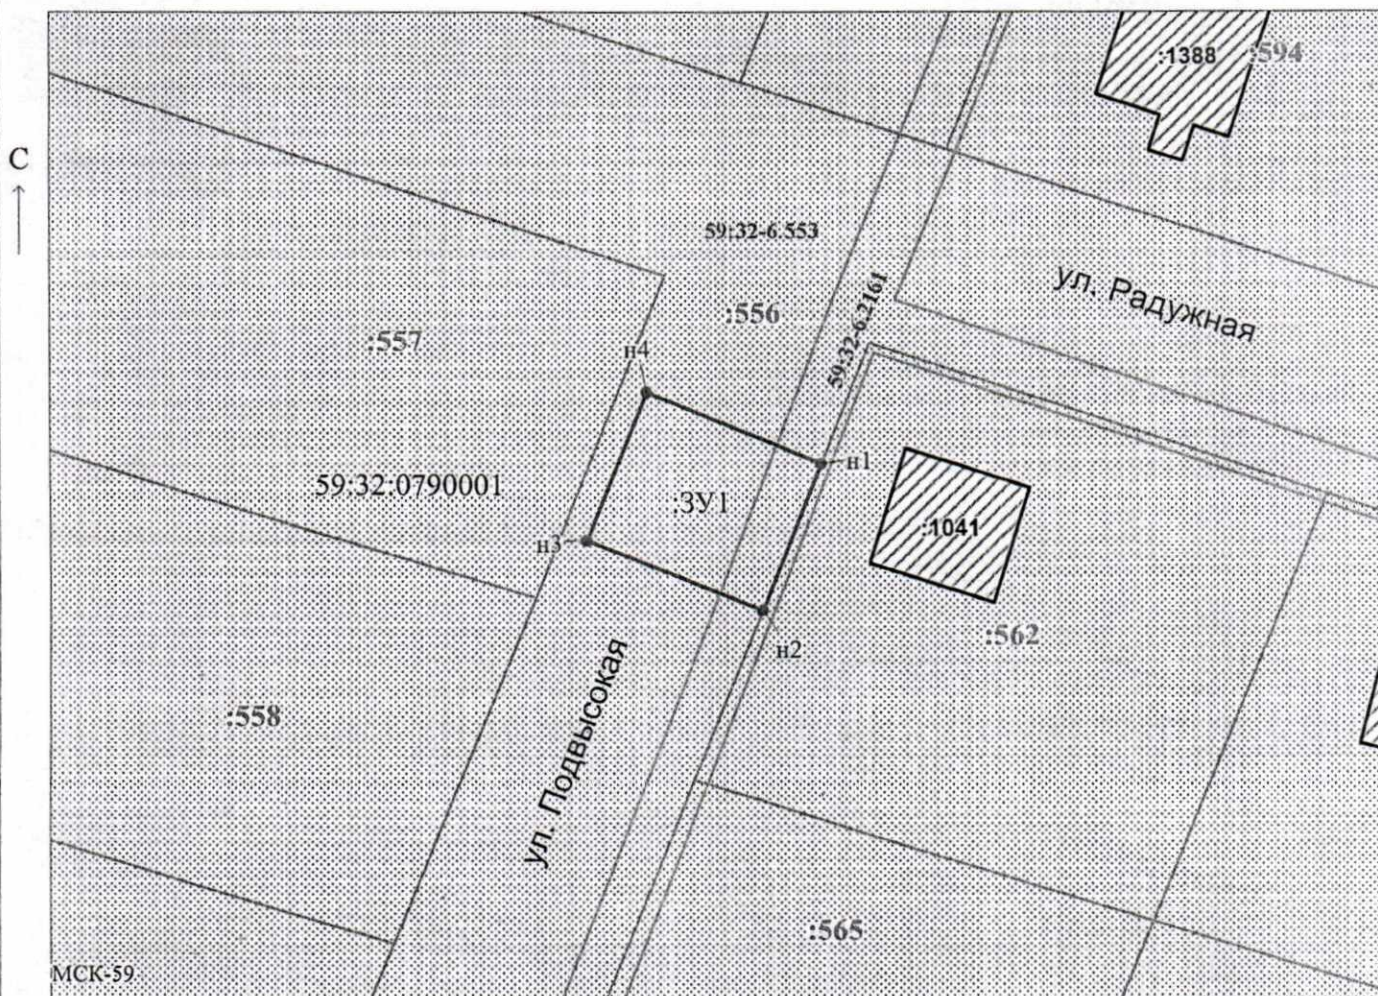 :1388
:594
С
59:32-6.553
ул. Радужная
59:32-6.2161
:556
:557
н4
н1
59:32:0790001
:ЗУ1
:1041
н3
:562
н2
ул. Подвысокая
:558
:565
МСК-59